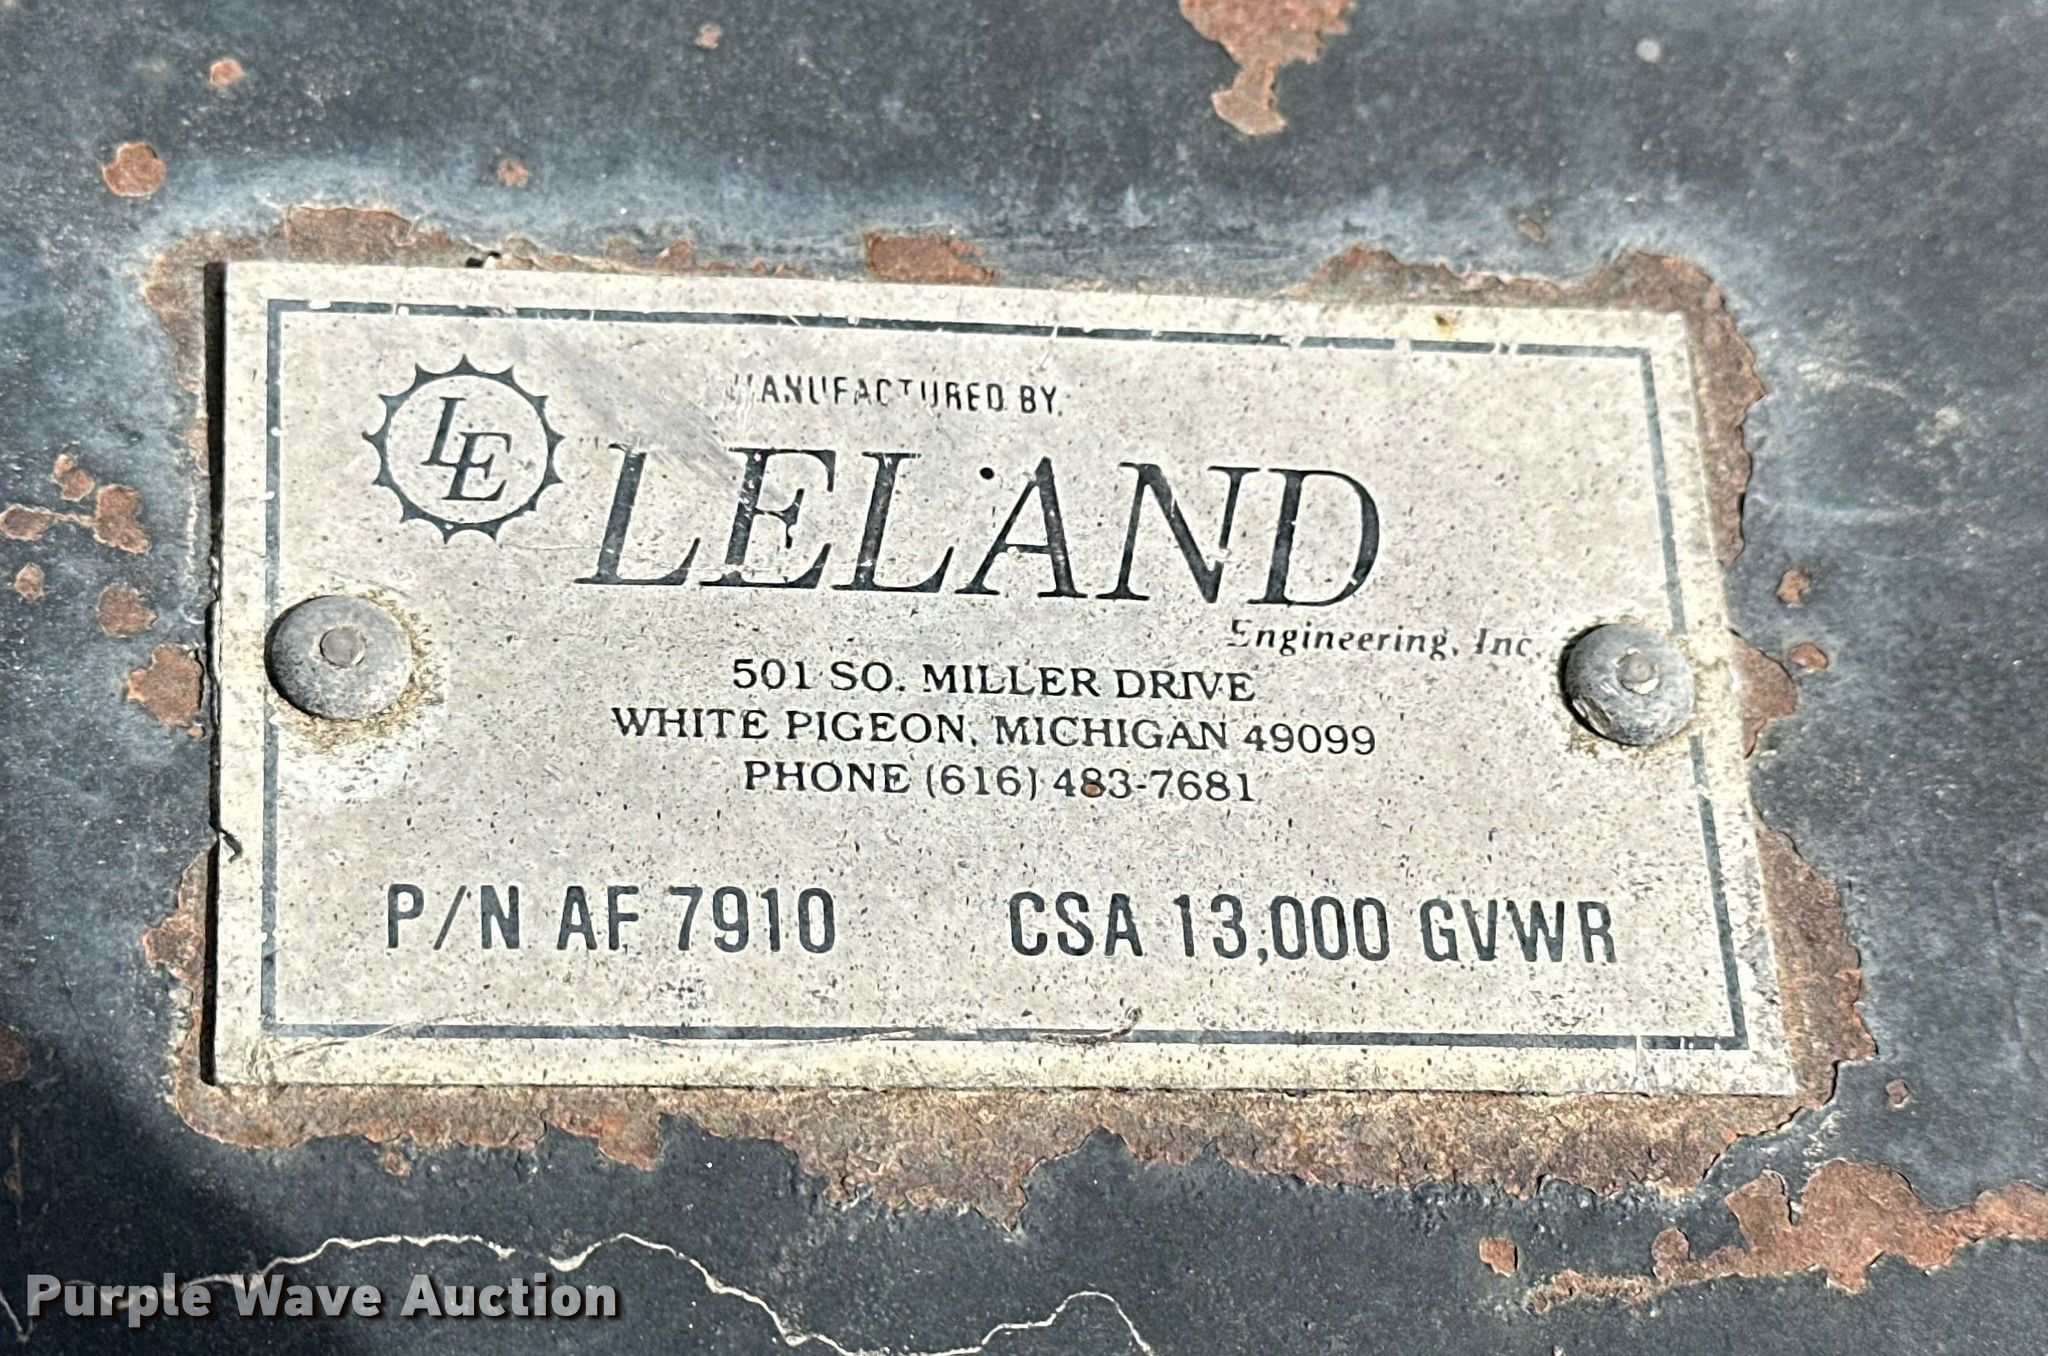 MANUFACTURED BY
LE
LELAND
Engineering, Inc.
501 SO. MILLER DRIVE
WHITE PIGEON, MICHIGAN 49099
PHONE (616) 483-7681
P/N AF 7910 CSA 13,000 GVWR
Purple Wave Auction